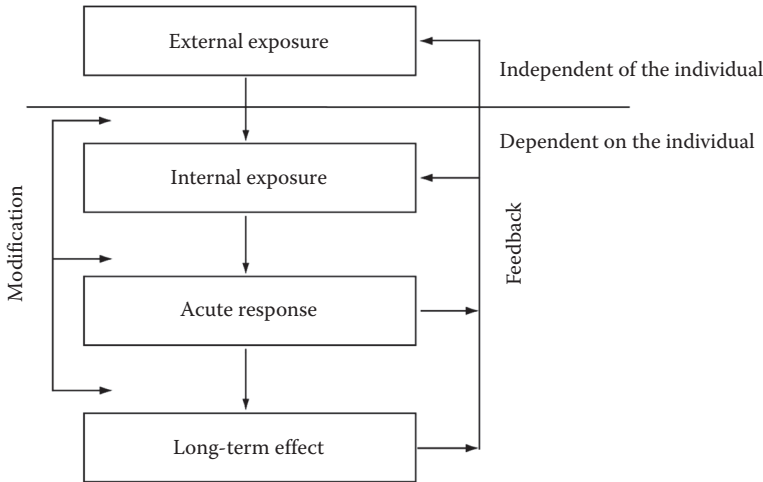 External exposure
Independent of the individual
Dependent on the individual
Internal exposure
Modification
Feedback
Acute response
Long-term effect